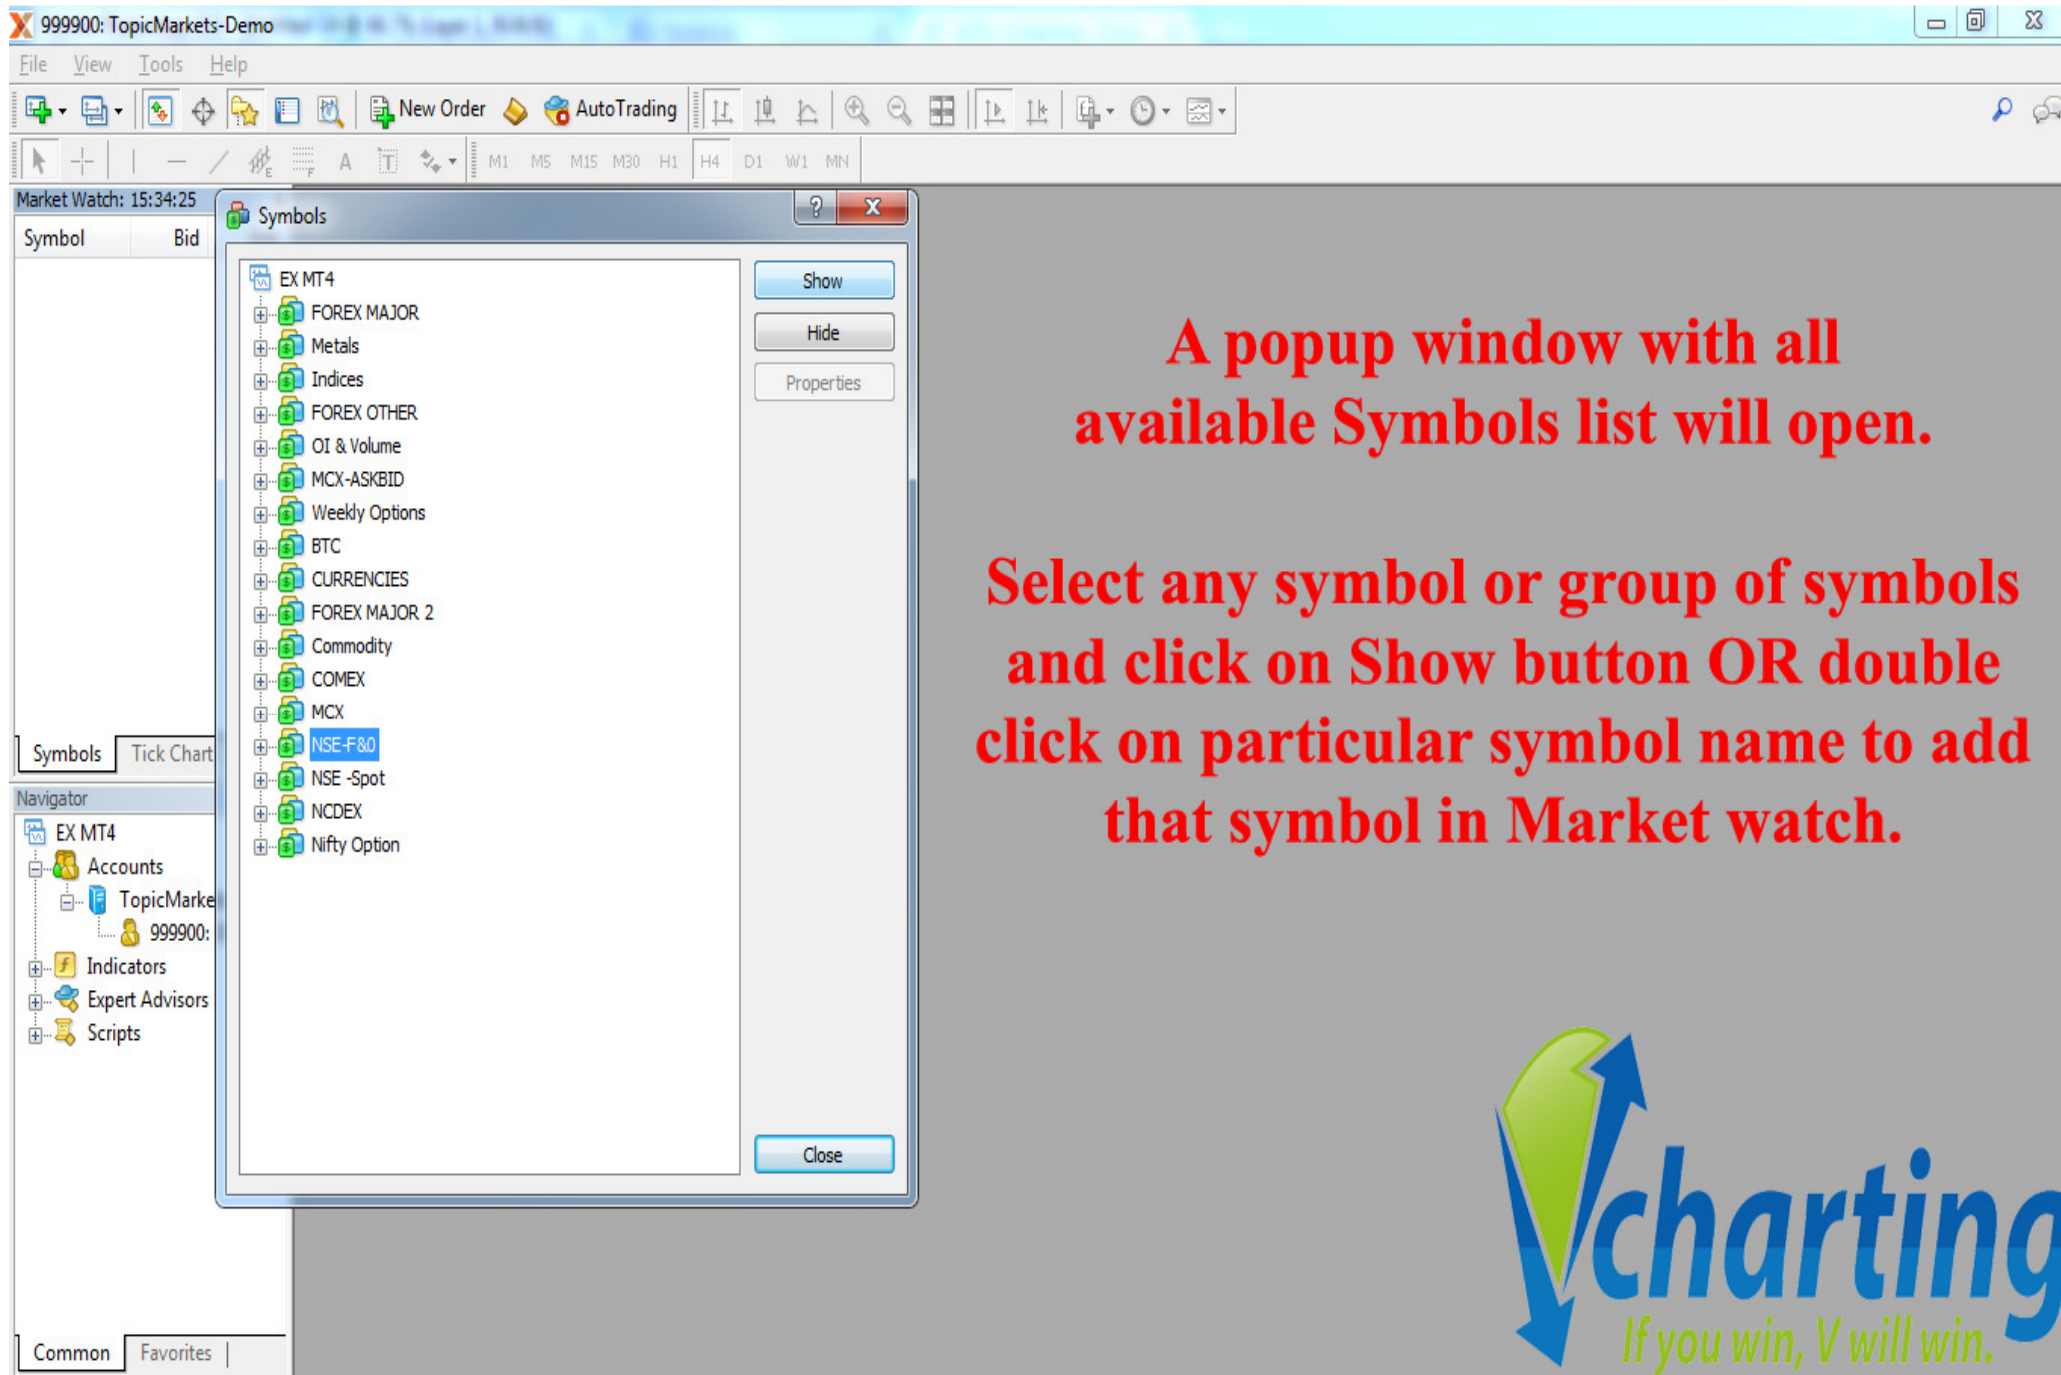 999900: TopicMarkets-Demo
File View Tools Help
New Order AutoTrading
A T E F M1 M5 M15 M30 H1 H4 D1 W1 MN
Market Watch: 15:34:25
Symbol Bid
Symbols Tick Chart
Navigator
EX MT4
Accounts
TopicMarke
999900:
Indicators
Expert Advisors
Scripts
Common Favorites
Symbols
EX MT4
FOREX MAJOR
Metals
Indices
FOREX OTHER
OI & Volume
MCX-ASKBID
Weekly Options
BTC
CURRENCIES
FOREX MAJOR 2
Commodity
COMEX
MCX
NSE-F&0
NSE -Spot
NCDEX
Nifty Option
Show
Hide
Properties
Close
A popup window with all
available Symbols list will open.
Select any symbol or group of symbols
and click on Show button OR double
click on particular symbol name to add
that symbol in Market watch.
Vcharting
If you win, V will win.